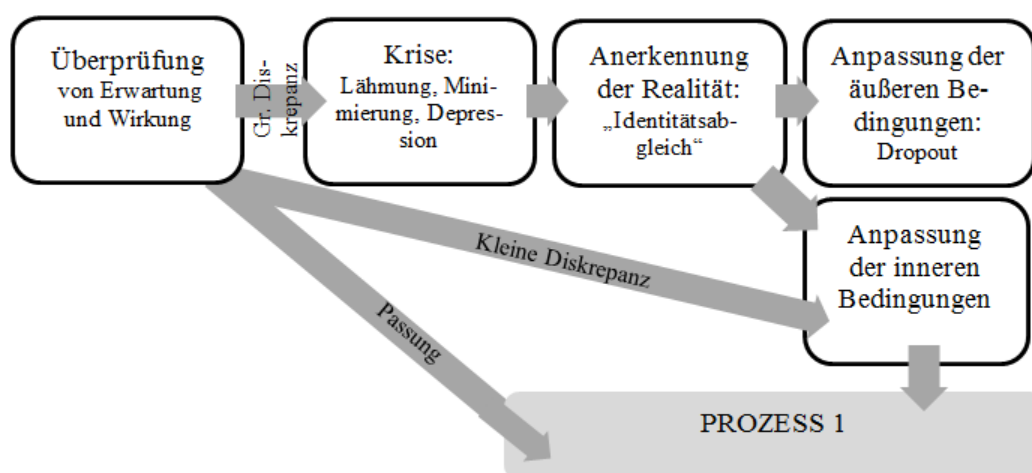 Überprüfung
von Erwartung
und Wirkung
Gr. Dis-
krepanz
Krise:
Lähmung, Mini-
mierung, Depres-
sion
Anerkennung
der Realität:
„Identitätsab-
gleich“
Anpassung der
äußeren Be-
dingungen:
Dropout
Kleine Diskrepanz
Anpassung
der inneren
Bedingungen
Passung
PROZESS 1